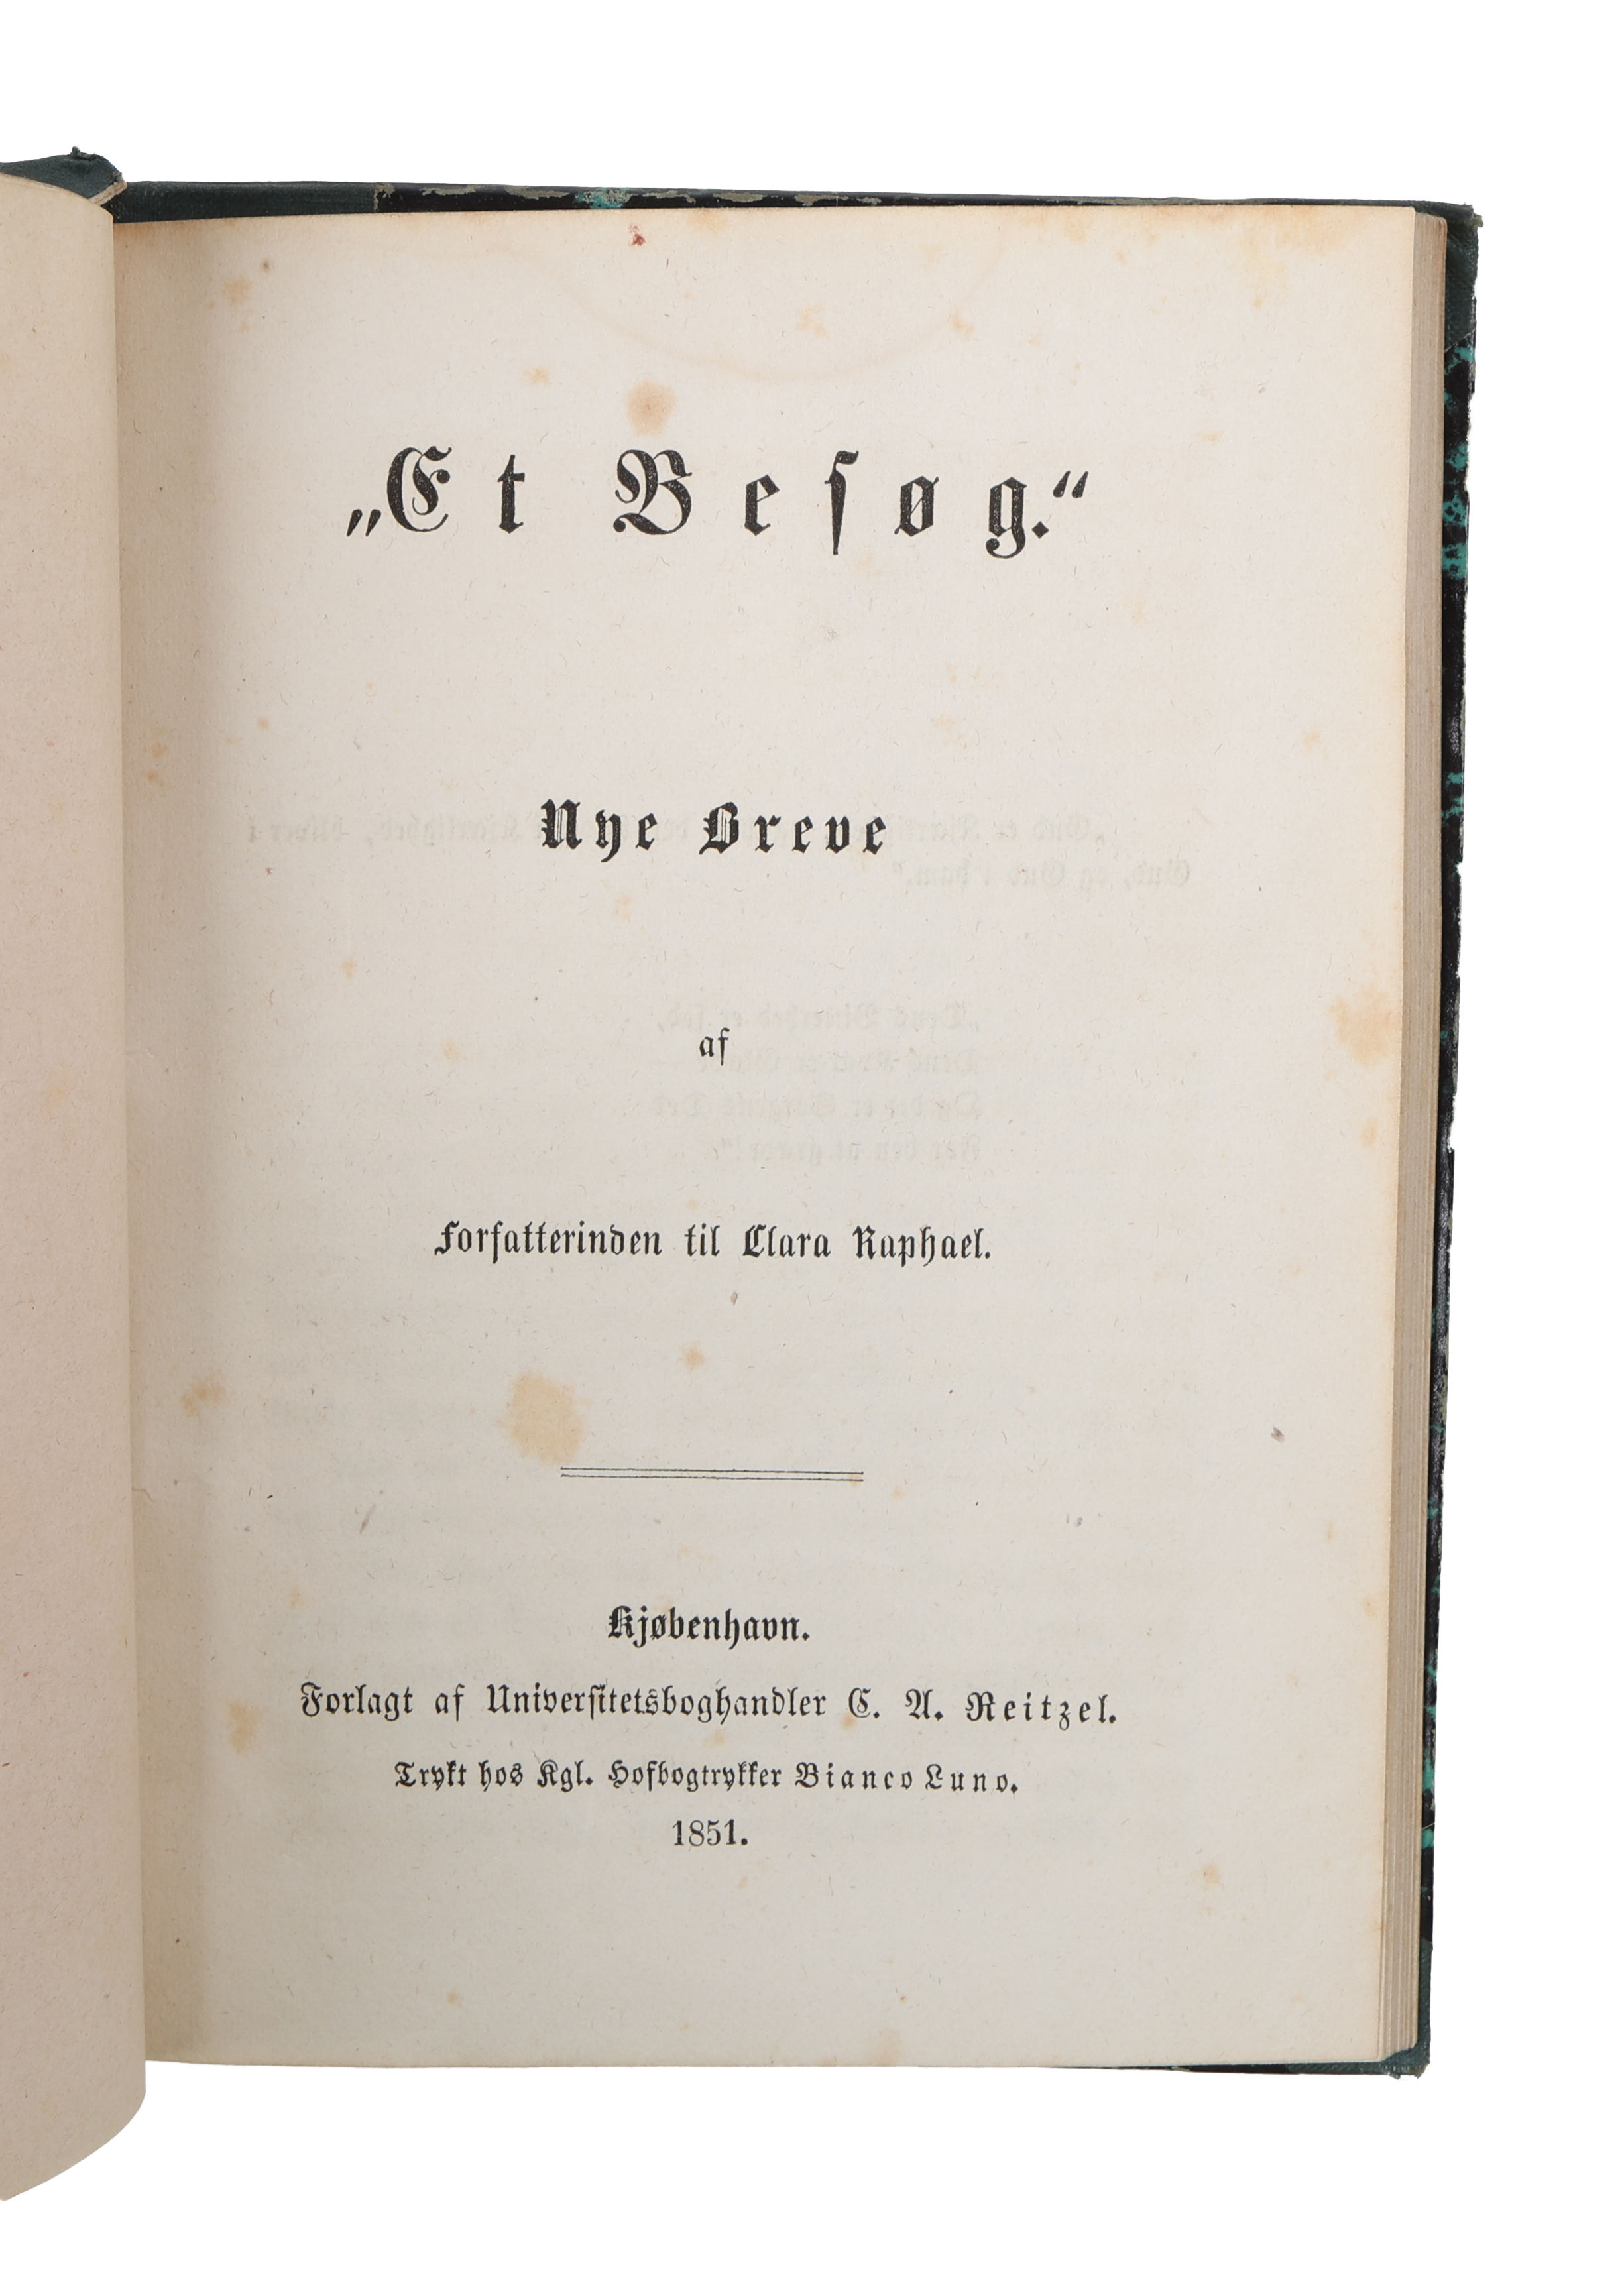 „Et Besøg.“
Nye Breve
af
Forfatterinden til Clara Raphael.
Kjøbenhavn.
Forlagt af Universitetsboghandler C. A. Reitzel.
Trykt hos Kgl. Hofbogtrykker Bianco Luno.
1851.